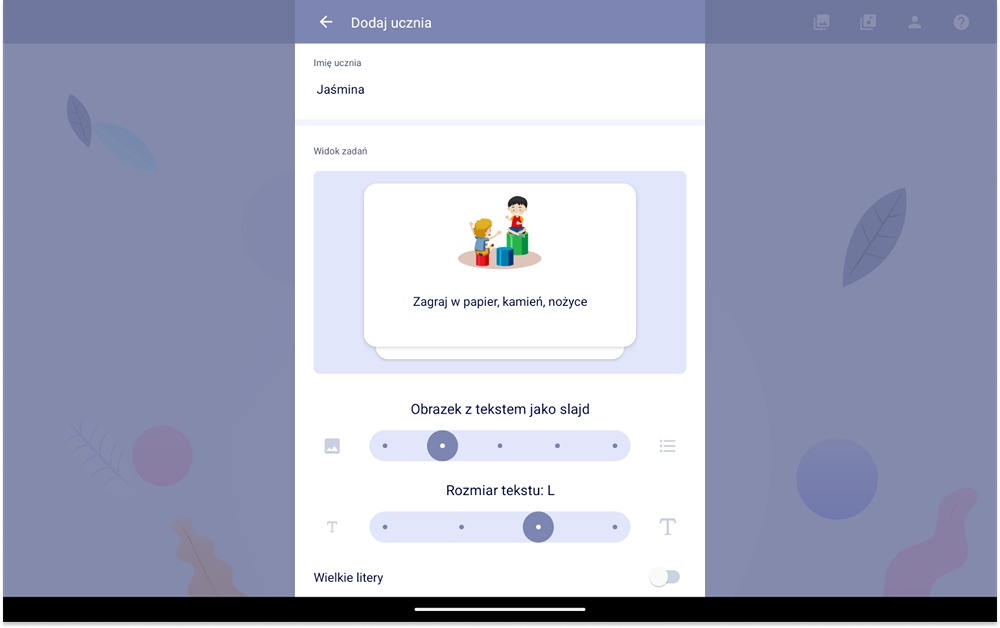 Dodaj ucznia
Imię ucznia
Jaśmina
Widok zadań
Zagraj w papier, kamień, nożyce
Obrazek z tekstem jako slajd
Rozmiar tekstu: L
T
T
Wielkie litery